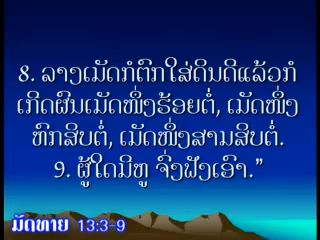 8. ລາງເມັດກໍຕົກໃສ່ດິນດີແລ້ວກໍ
ເກີດຜົນເມັດໜຶ່ງຮ້ອຍຕໍ່, ເມັດໜຶ່ງ
ຫົກສິບຕໍ່, ເມັດໜຶ່ງສາມສິບຕໍ່.
9. ຜູ້ໃດມີຫູ ຈົ່ງຟັງເອົາ.”
ມັດທາຍ 13:3-9